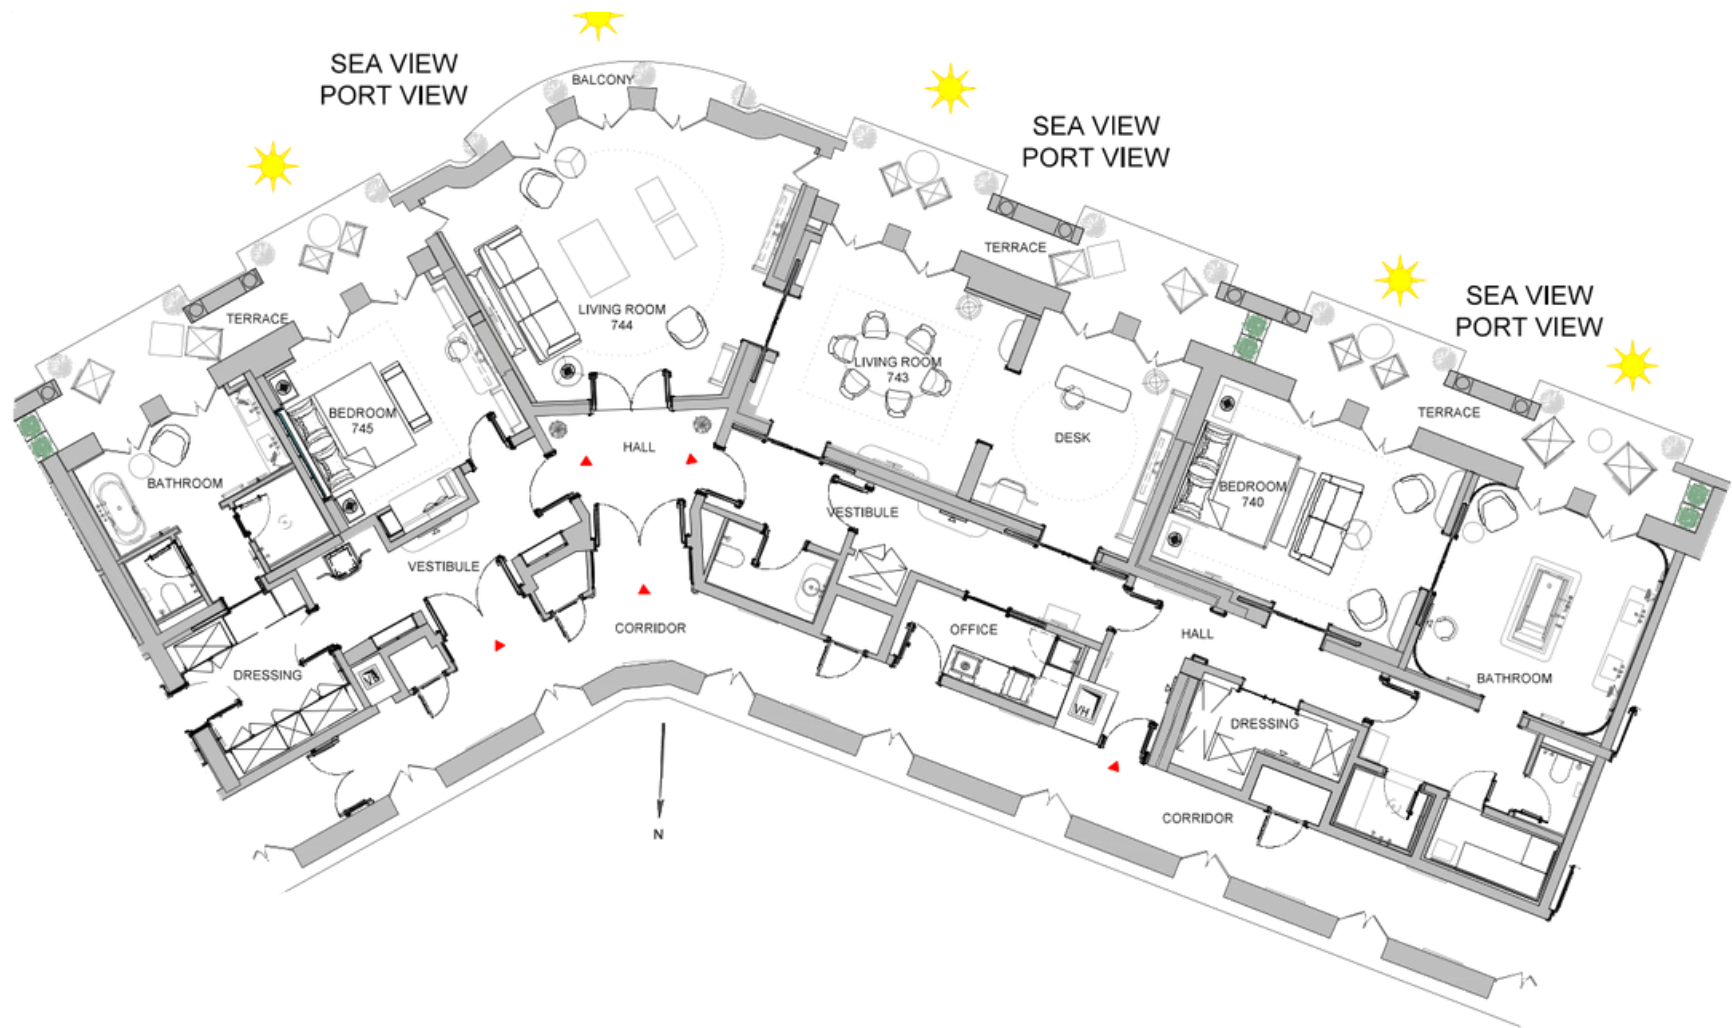 SEA VIEW
PORT VIEW
BALCONY
SEA VIEW
PORT VIEW
TERRACE
SEA VIEW
PORT VIEW
TERRACE
LIVING ROOM
744
LIVING ROOM
743
TERRACE
BEDROOM
745
HALL
DESK
BATHROOM
BEDROOM
740
VESTIBULE
VESTIBULE
CORRIDOR
OFFICE
HALL
DRESSING
VB
BATHROOM
VH
DRESSING
CORRIDOR
N